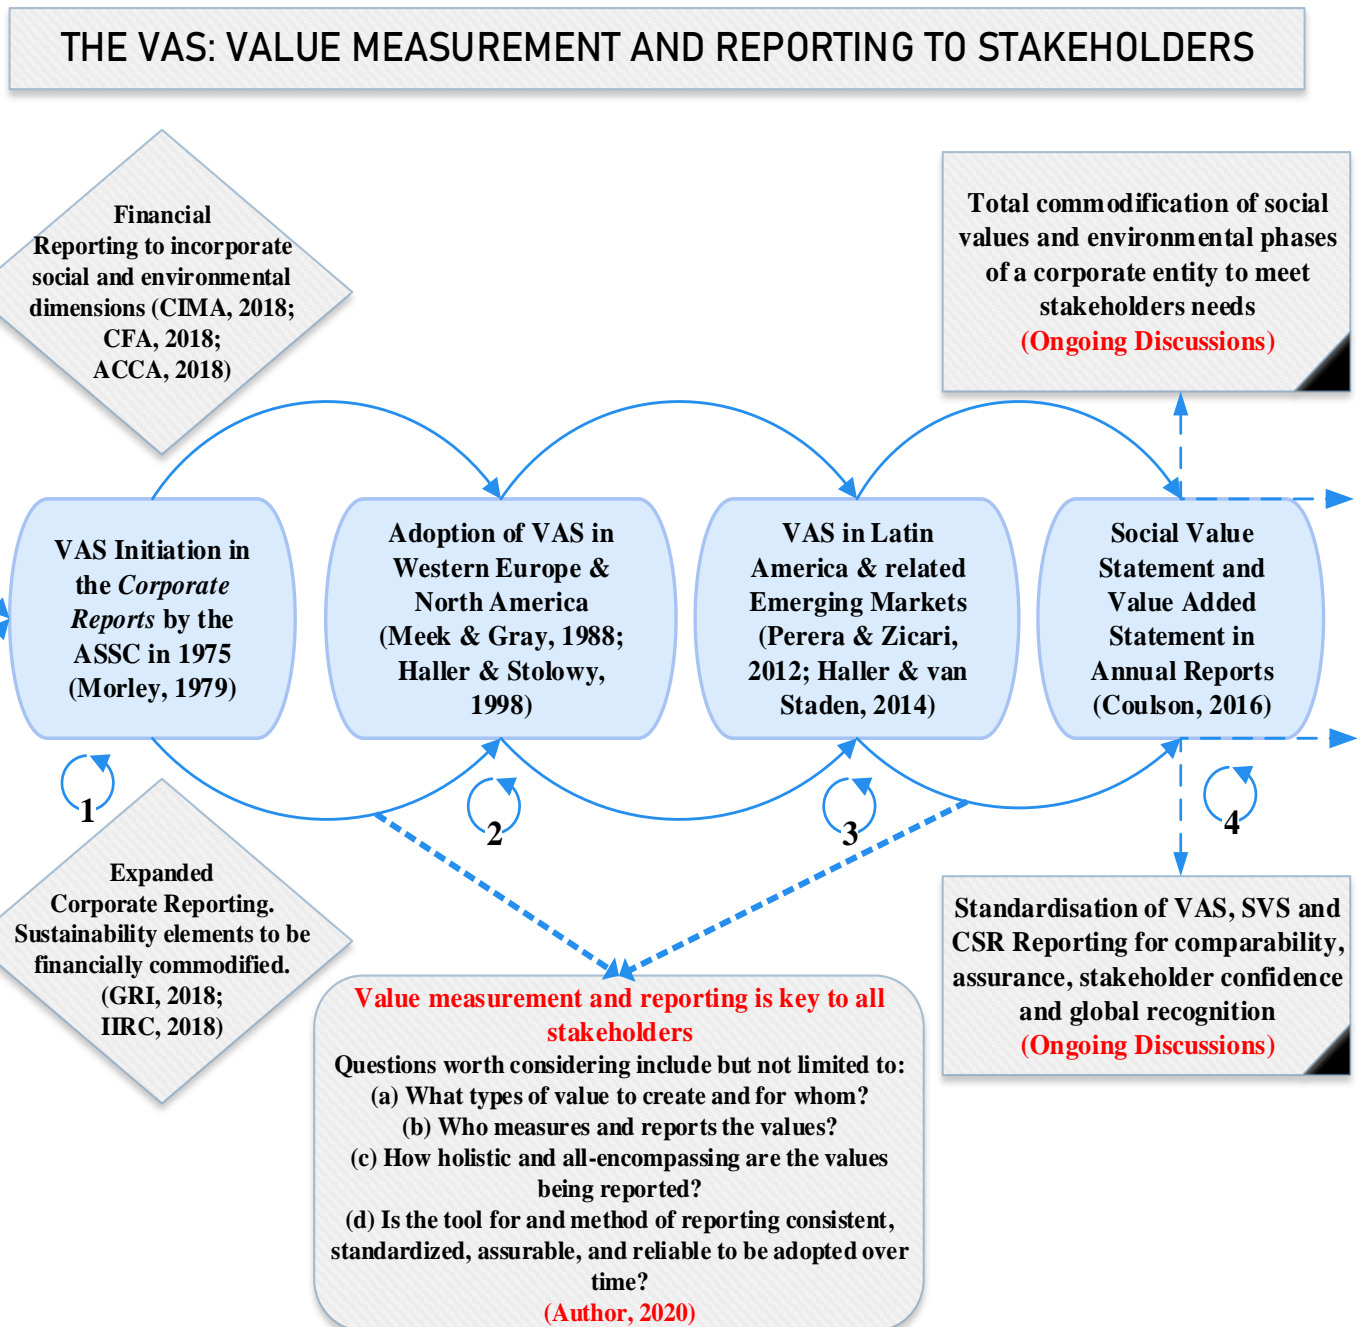 THE VAS: VALUE MEASUREMENT AND REPORTING TO STAKEHOLDERS
Financial
Reporting to incorporate
social and environmental
dimensions (CIMA, 2018;
CFA, 2018;
ACCA, 2018)
Total commodification of social
values and environmental phases
of a corporate entity to meet
stakeholders needs
(Ongoing Discussions)
VAS Initiation in
the Corporate
Reports by the
ASSC in 1975
(Morley, 1979)
Adoption of VAS in
Western Europe &
North America
(Meek & Gray, 1988;
Haller & Stolowy,
1998)
VAS in Latin
America & related
Emerging Markets
(Perera & Zicari,
2012; Haller & van
Staden, 2014)
Social Value
Statement and
Value Added
Statement in
Annual Reports
(Coulson, 2016)
1
2
3
4
Expanded
Corporate Reporting.
Sustainability elements to be
financially commodified.
(GRI, 2018;
IIRC, 2018)
Value measurement and reporting is key to all
stakeholders
Questions worth considering include but not limited to:
(a) What types of value to create and for whom?
(b) Who measures and reports the values?
(c) How holistic and all-encompassing are the values
being reported?
(d) Is the tool for and method of reporting consistent,
standardized, assurable, and reliable to be adopted over
time?
(Author, 2020)
Standardisation of VAS, SVS and
CSR Reporting for comparability,
assurance, stakeholder confidence
and global recognition
(Ongoing Discussions)